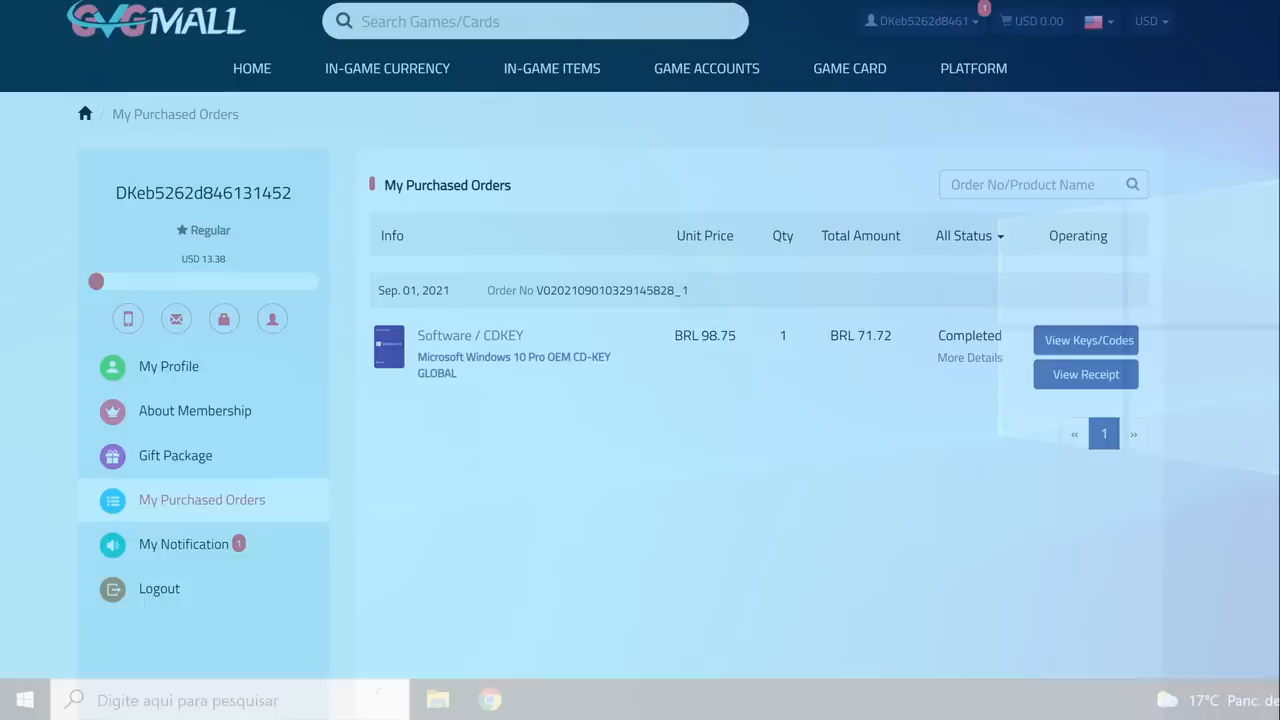 GVGMALL
Search Games/Cards
DKeb5262d8461
1
USD 0.00
USD
HOME
IN-GAME CURRENCY
IN-GAME ITEMS
GAME ACCOUNTS
GAME CARD
PLATFORM
/ My Purchased Orders
DKeb5262d846131452
Regular
USD 13.38
My Profile
About Membership
Gift Package
My Purchased Orders
My Notification 1
Logout
My Purchased Orders
Order No/Product Name
Info
Unit Price
Qty
Total Amount
All Status
Operating
Sep. 01, 2021
Order No V0202109010329145828_1
Software / CDKEY
Microsoft Windows 10 Pro OEM CD-KEY
GLOBAL
BRL 98.75
1
BRL 71.72
Completed
More Details
View Keys/Codes
View Receipt
«
1
»
Digite aqui para pesquisar
17°C Panc. de